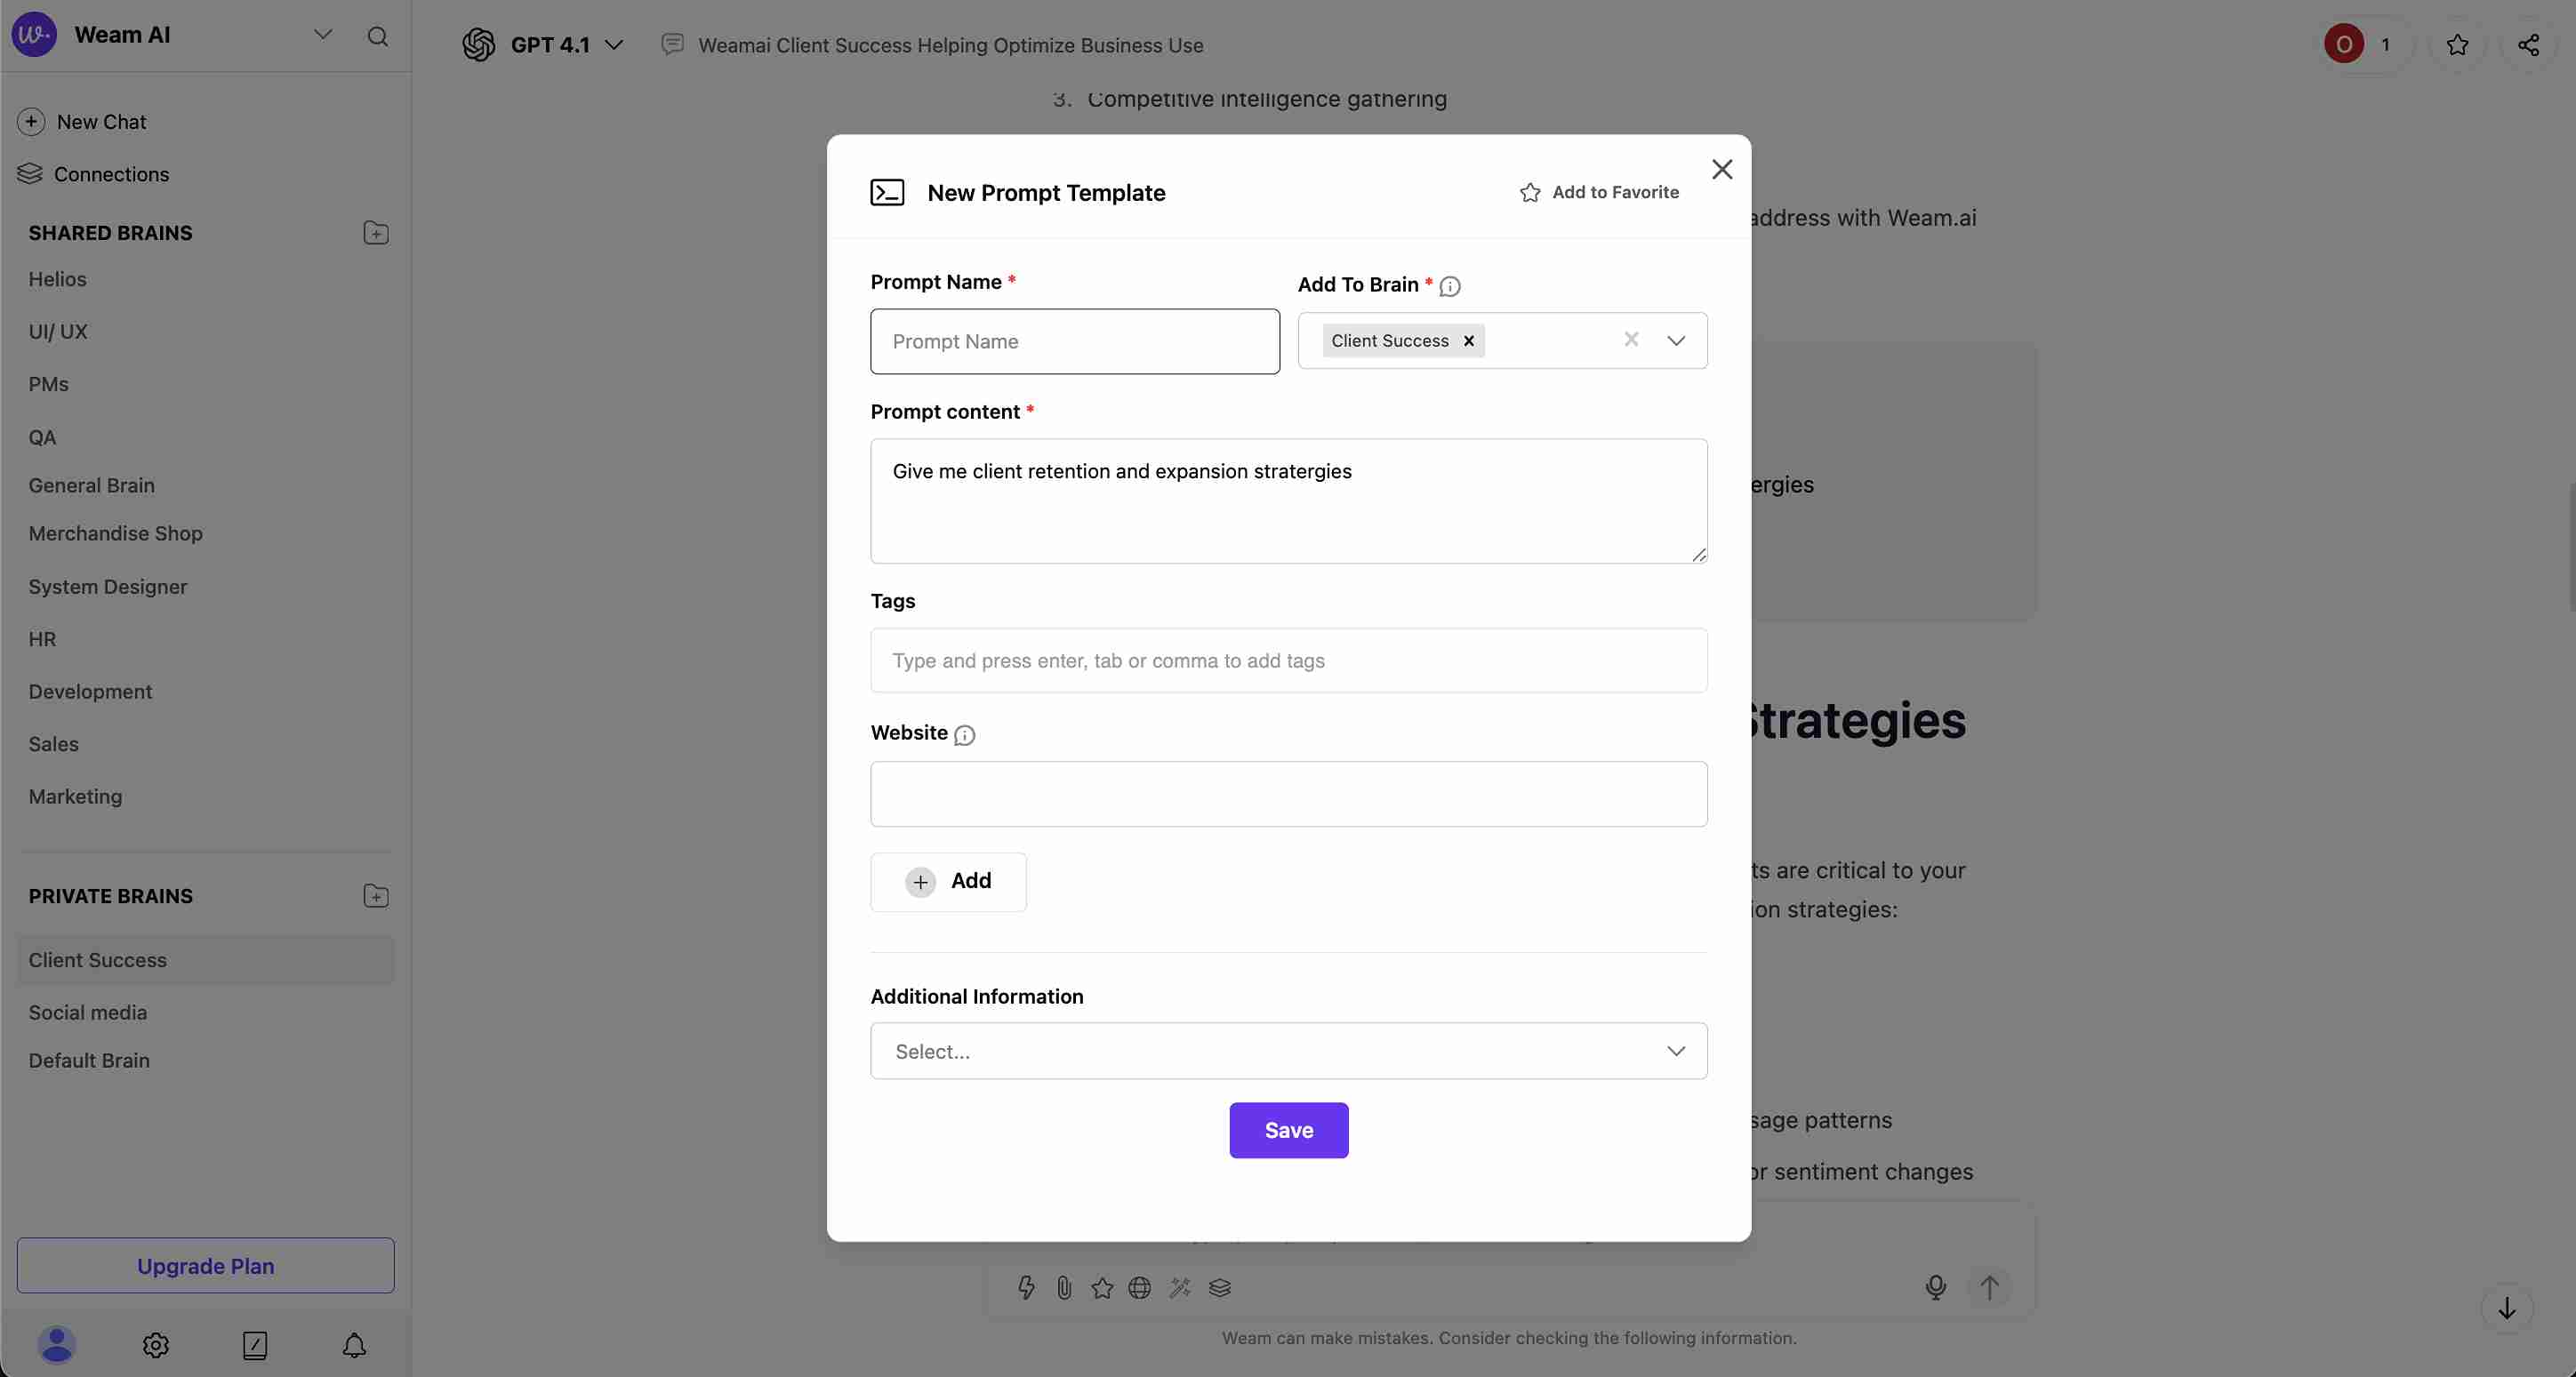 Weam AI
New Chat
Connections
SHARED BRAINS
Helios
UI/ UX
PMs
QA
General Brain
Merchandise Shop
System Designer
HR
Development
Sales
Marketing
PRIVATE BRAINS
Client Success
Social media
Default Brain
Upgrade Plan
GPT 4.1
Weamai Client Success Helping Optimize Business Use
O 1
3. Competitive intelligence gathering
address with Weam.ai
ergies
Strategies
ts are critical to your
ion strategies:
sage patterns
or sentiment changes
New Prompt Template
Add to Favorite
Prompt Name *
Prompt Name
Add To Brain *
Client Success
Prompt content *
Give me client retention and expansion stratergies
Tags
Type and press enter, tab or comma to add tags
Website
Add
Additional Information
Select...
Save
Weam can make mistakes. Consider checking the following information.